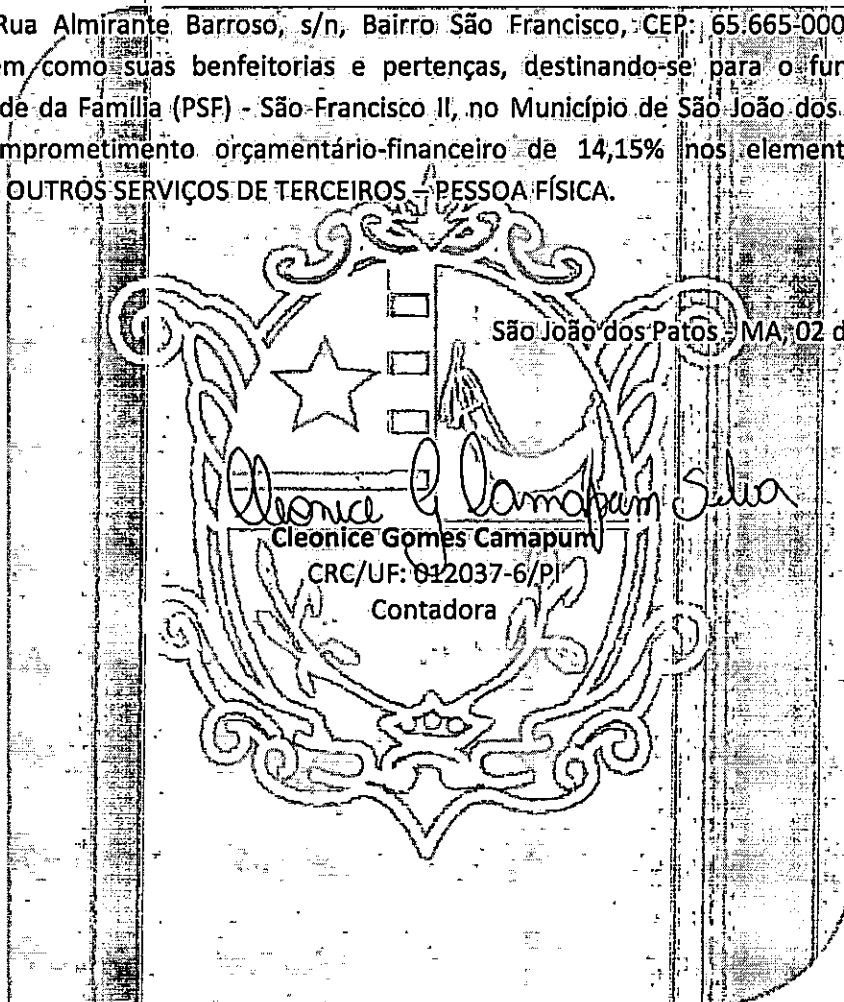 Rua Almirante Barroso, s/n, Bairro São Francisco, CEP: 65.665-000
em como suas benfeitorias e pertenças, destinando-se para o fun
de da Família (PSF) - São Francisco II, no Município de São João dos
mprometimento orçamentário-financeiro de 14,15% nos element
OUTROS SERVIÇOS DE TERCEIROS – PESSOA FÍSICA.
São João dos Patos - MA, 02 d
Cleonice G Camapum Silva
Cleonice Gomes Camapum
CRC/UF: 012037-6/PI
Contadora